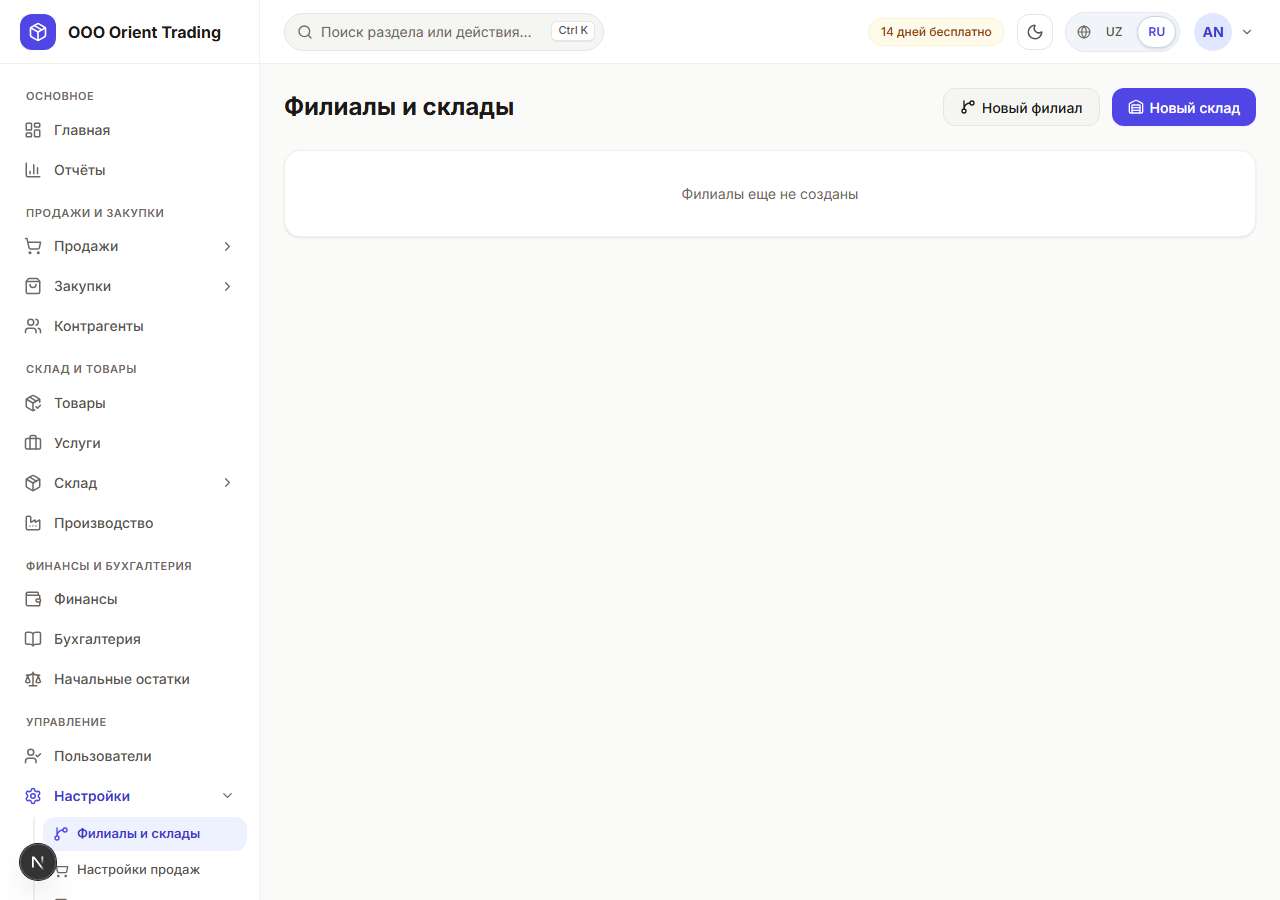 ООО Orient Trading
Поиск раздела или действия...
Ctrl K
14 дней бесплатно
UZ
RU
AN
ОСНОВНОЕ
Главная
Отчёты
ПРОДАЖИ И ЗАКУПКИ
Продажи
Закупки
Контрагенты
СКЛАД И ТОВАРЫ
Товары
Услуги
Склад
Производство
ФИНАНСЫ И БУХГАЛТЕРИЯ
Финансы
Бухгалтерия
Начальные остатки
УПРАВЛЕНИЕ
Пользователи
Настройки
Филиалы и склады
Настройки продаж
N
Филиалы и склады
Новый филиал
Новый склад
Филиалы еще не созданы